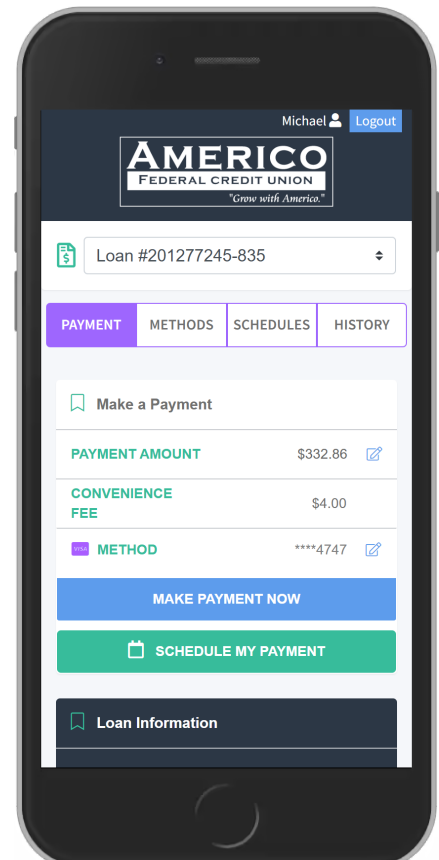 Michael Logout
AMERICO
FEDERAL CREDIT UNION
"Grow with Americo."
Loan #201277245-835
PAYMENT METHODS SCHEDULES HISTORY
Make a Payment
PAYMENT AMOUNT $332.86
CONVENIENCE
FEE
$4.00
VISA METHOD ****4747
MAKE PAYMENT NOW
SCHEDULE MY PAYMENT
Loan Information